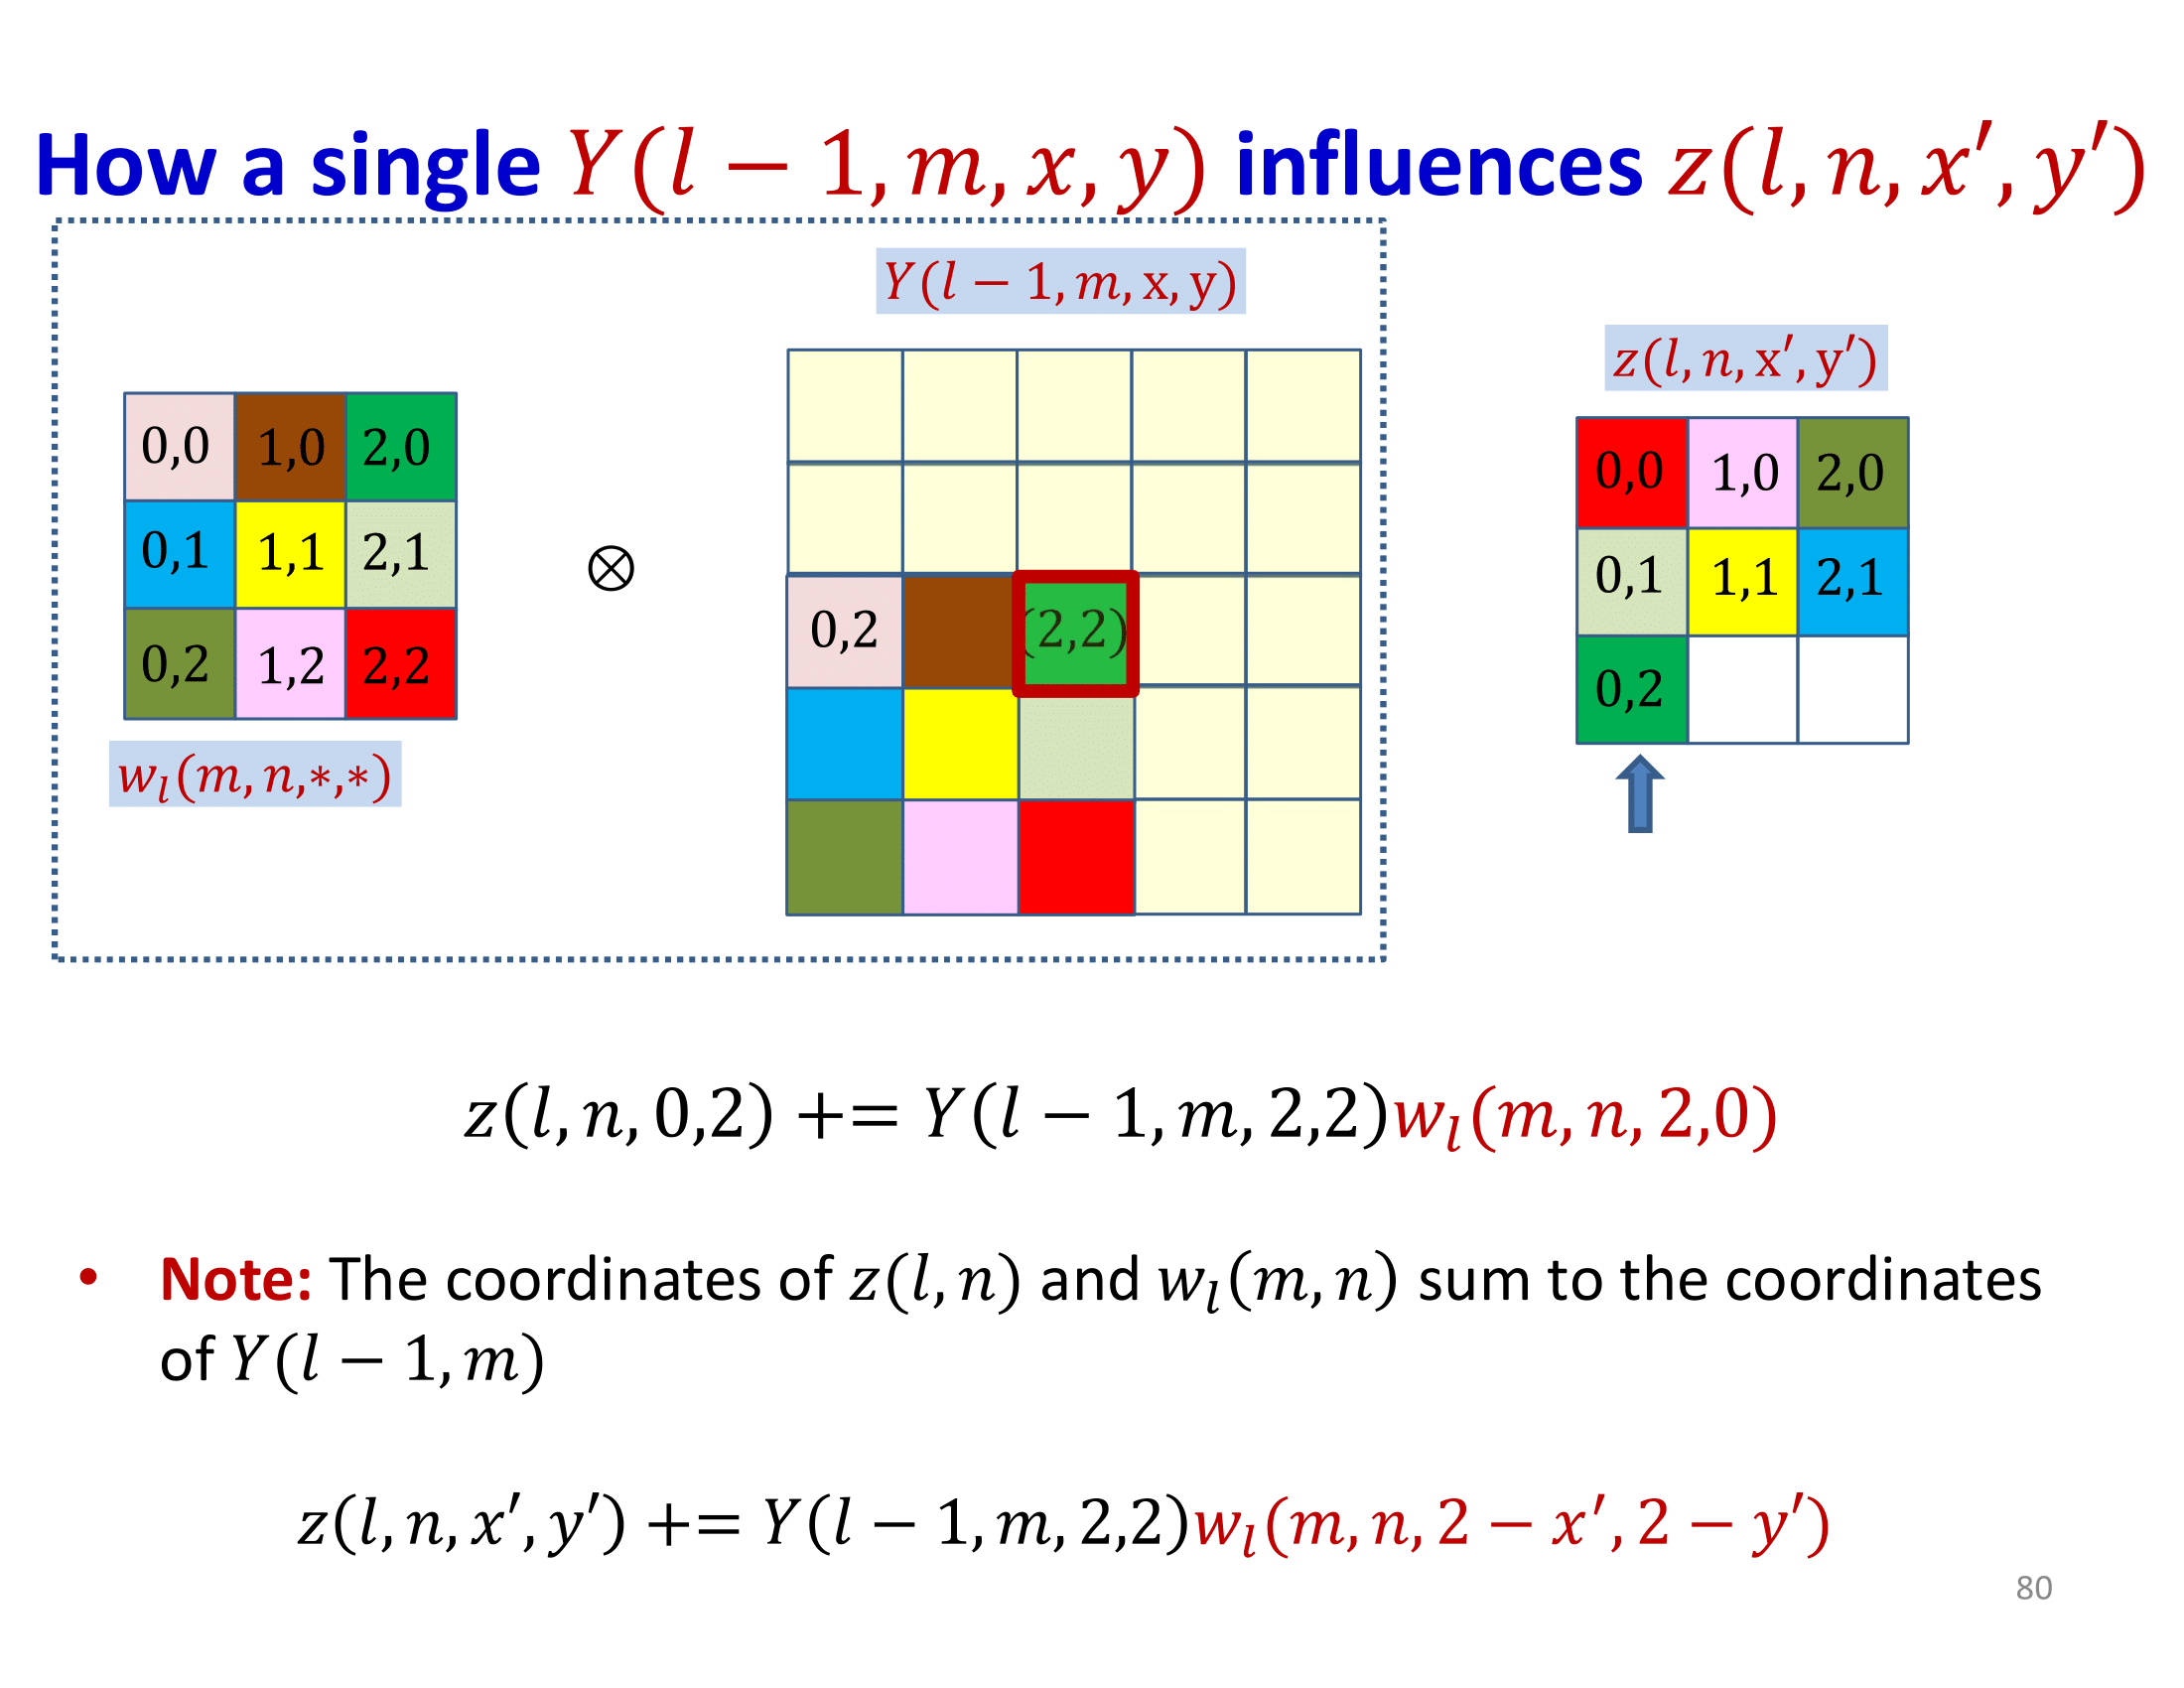 How a single Y(l − 1, m, x, y) influences z(l, n, x′, y′)
Y(l − 1, m, x, y)
z(l, n, x′, y′)
0,0 1,0 2,0
0,1 1,1 2,1
0,2 1,2 2,2
w_l(m, n,∗,∗)
⊗
0,2 (2,2)
0,0 1,0 2,0
0,1 1,1 2,1
0,2
z(l, n, 0,2) += Y(l − 1, m, 2,2)w_l(m, n, 2,0)
• Note: The coordinates of z(l, n) and w_l(m, n) sum to the coordinates
of Y(l − 1, m)
z(l, n, x′, y′) += Y(l − 1, m, 2,2)w_l(m, n, 2 − x′, 2 − y′)
80